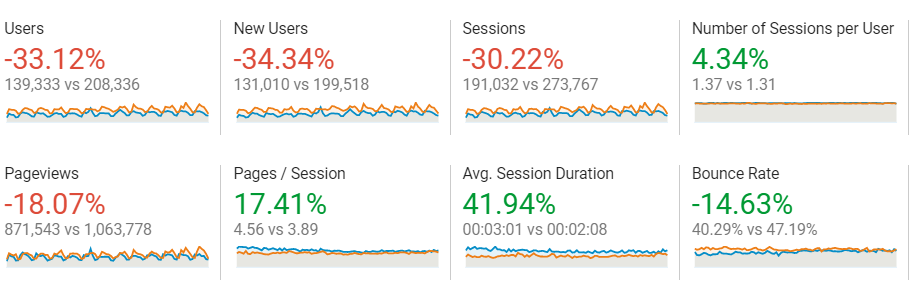 Users
-33.12%
139,333 vs 208,336
New Users
-34.34%
131,010 vs 199,518
Sessions
-30.22%
191,032 vs 273,767
Number of Sessions per User
4.34%
1.37 vs 1.31
Pageviews
-18.07%
871,543 vs 1,063,778
Pages / Session
17.41%
4.56 vs 3.89
Avg. Session Duration
41.94%
00:03:01 vs 00:02:08
Bounce Rate
-14.63%
40.29% vs 47.19%